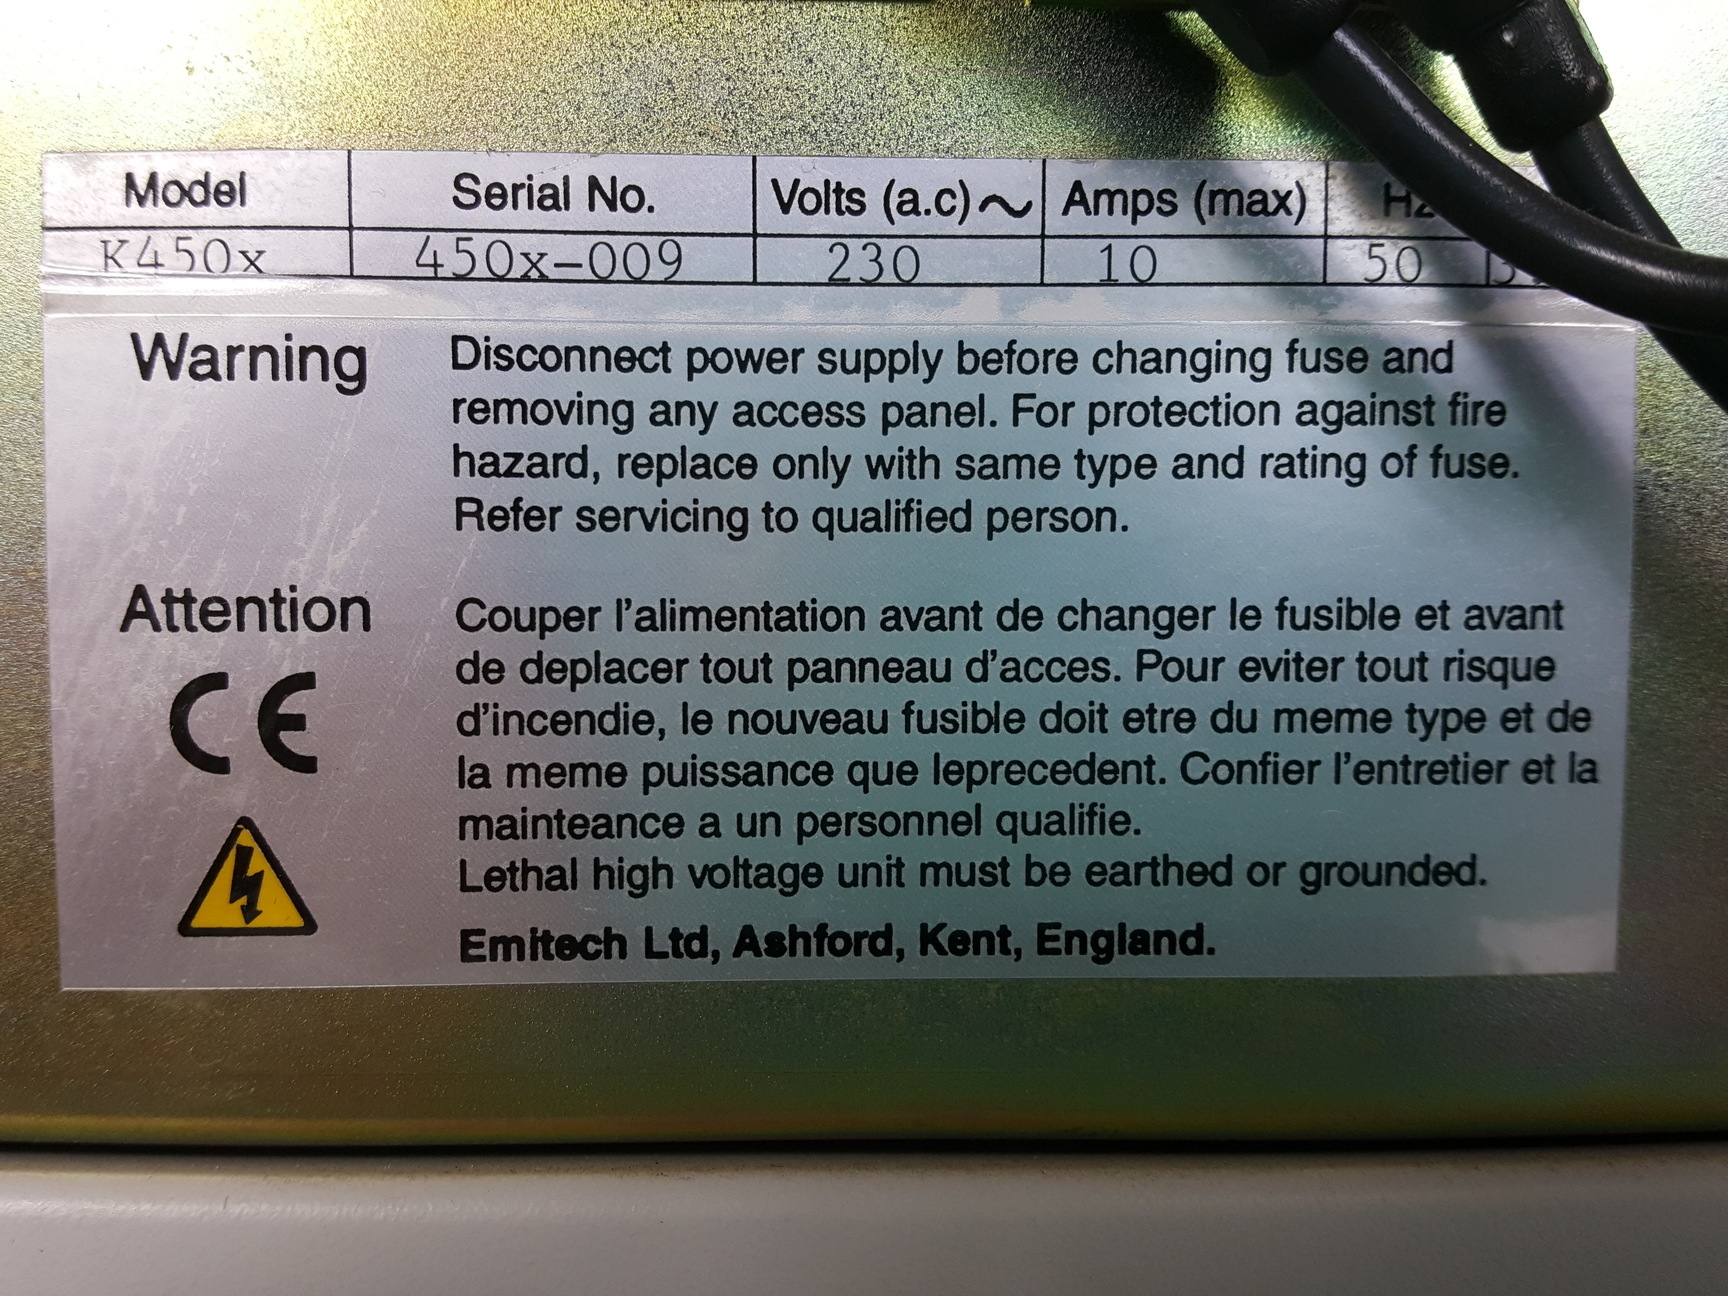 Model Serial No. Volts (a.c)~ Amps (max) Hz
K450x 450x-009 230 10 50
Warning Disconnect power supply before changing fuse and
removing any access panel. For protection against fire
hazard, replace only with same type and rating of fuse.
Refer servicing to qualified person.
Attention Couper l'alimentation avant de changer le fusible et avant
de deplacer tout panneau d'acces. Pour eviter tout risque
d'incendie, le nouveau fusible doit etre du meme type et de
la meme puissance que leprecedent. Confier l'entretier et la
mainteance a un personnel qualifie.
CE
Lethal high voltage unit must be earthed or grounded.
Emitech Ltd, Ashford, Kent, England.